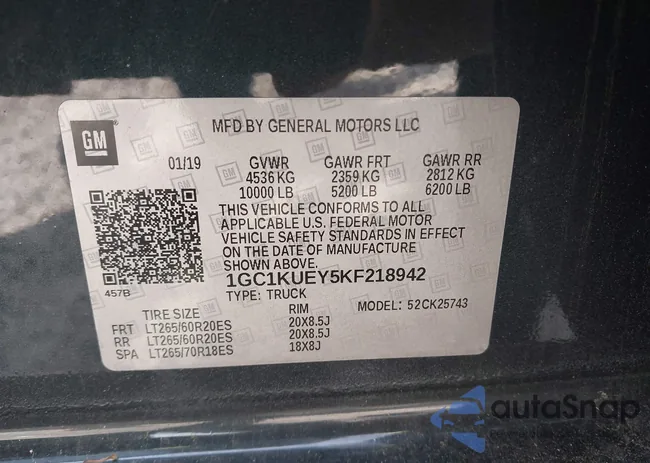 GM
MFD BY GENERAL MOTORS LLC
01/19 GVWR GAWR FRT GAWR RR
4536 KG 2359 KG 2812 KG
10000 LB 5200 LB 6200 LB
THIS VEHICLE CONFORMS TO ALL
APPLICABLE U.S. FEDERAL MOTOR
VEHICLE SAFETY STANDARDS IN EFFECT
ON THE DATE OF MANUFACTURE
SHOWN ABOVE.
1GC1KUEY5KF218942
457B
TYPE: TRUCK MODEL: 52CK25743
TIRE SIZE RIM
FRT LT265/60R20ES 20X8.5J
RR LT265/60R20ES 20X8.5J
SPA LT265/70R18ES 18X8J
autaSnap